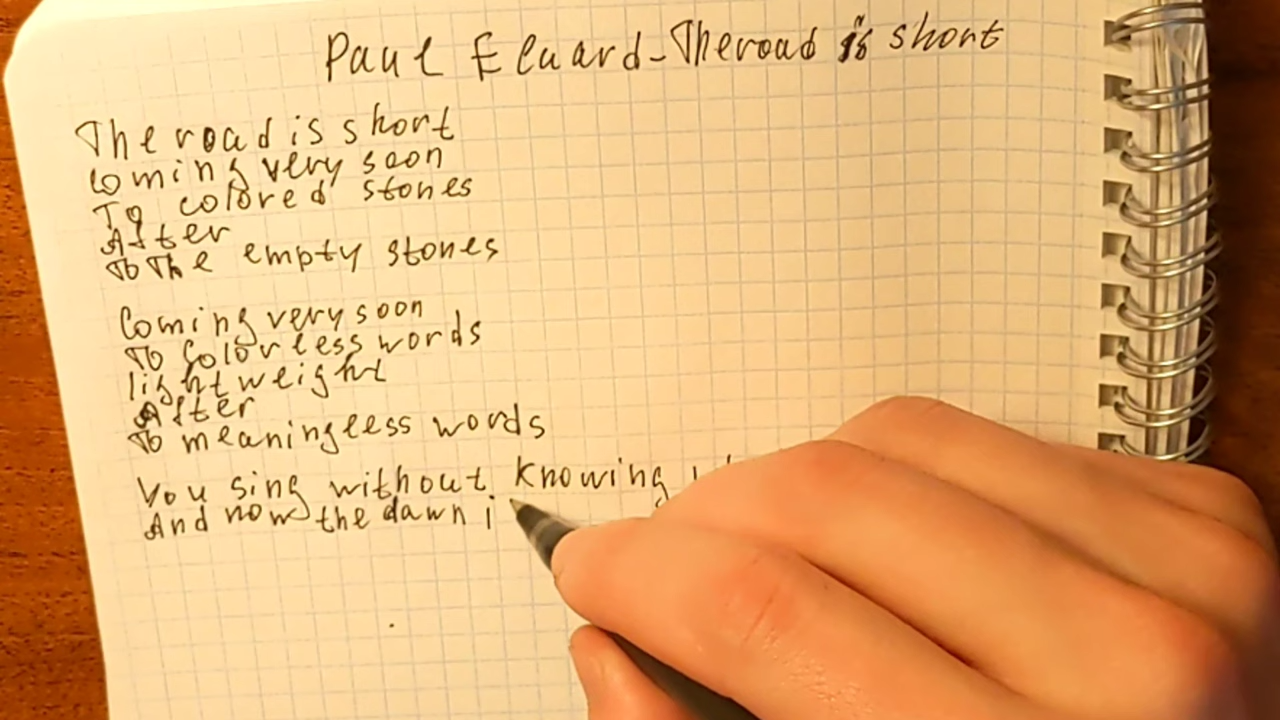 Paul Eluard - The road is short
The road is short
Coming very soon
To colored stones
After
To the empty stones
Coming very soon
To Colorless words
lightweight
After
To meaningless words
You sing without knowing
And now the dawn i